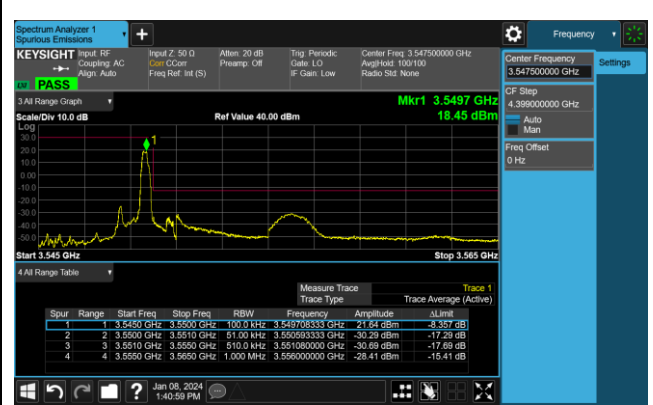 Spectrum Analyzer 1
Spurious Emissions
Frequency
KEYSIGHT Input: RF Input Z: 50 Ω Atten: 20 dB Trig: Periodic Center Freq: 3.547500000 GHz
Coupling: AC Corr CCorr Preamp: Off Gate: LO Avg|Hold: 100/100
Align: Auto Freq Ref: Int (S) IF Gain: Low Radio Std: None
PASS
Center Frequency
3.547500000 GHz
Settings
CF Step
4.399000000 GHz
Auto
Man
Freq Offset
0 Hz
3 All Range Graph
Mkr1 3.5497 GHz
Scale/Div 10.0 dB Ref Value 40.00 dBm 18.45 dBm
Log
30.0
20.0
10.0
0.00
-10.0
-20.0
-30.0
-40.0
-50.0
1
Start 3.545 GHz Stop 3.565 GHz
4 All Range Table
Measure Trace Trace 1
Trace Type Trace Average (Active)
Spur Range Start Freq Stop Freq RBW Frequency Amplitude ΔLimit
1 1 3.5450 GHz 3.5500 GHz 100.0 kHz 3.549708333 GHz 21.64 dBm -8.357 dB
2 2 3.5500 GHz 3.5510 GHz 51.00 kHz 3.550593333 GHz -30.29 dBm -17.29 dB
3 3 3.5510 GHz 3.5550 GHz 510.0 kHz 3.551080000 GHz -30.69 dBm -17.69 dB
4 4 3.5550 GHz 3.5650 GHz 1.000 MHz 3.556000000 GHz -28.41 dBm -15.41 dB
Jan 08, 2024
1:40:59 PM